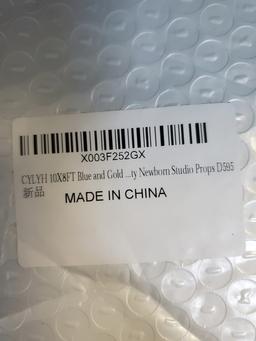 X003F252GX
CYLYH 10X8FT Blue and Gold ...ty Newborn Studio Props D595
新品
MADE IN CHINA